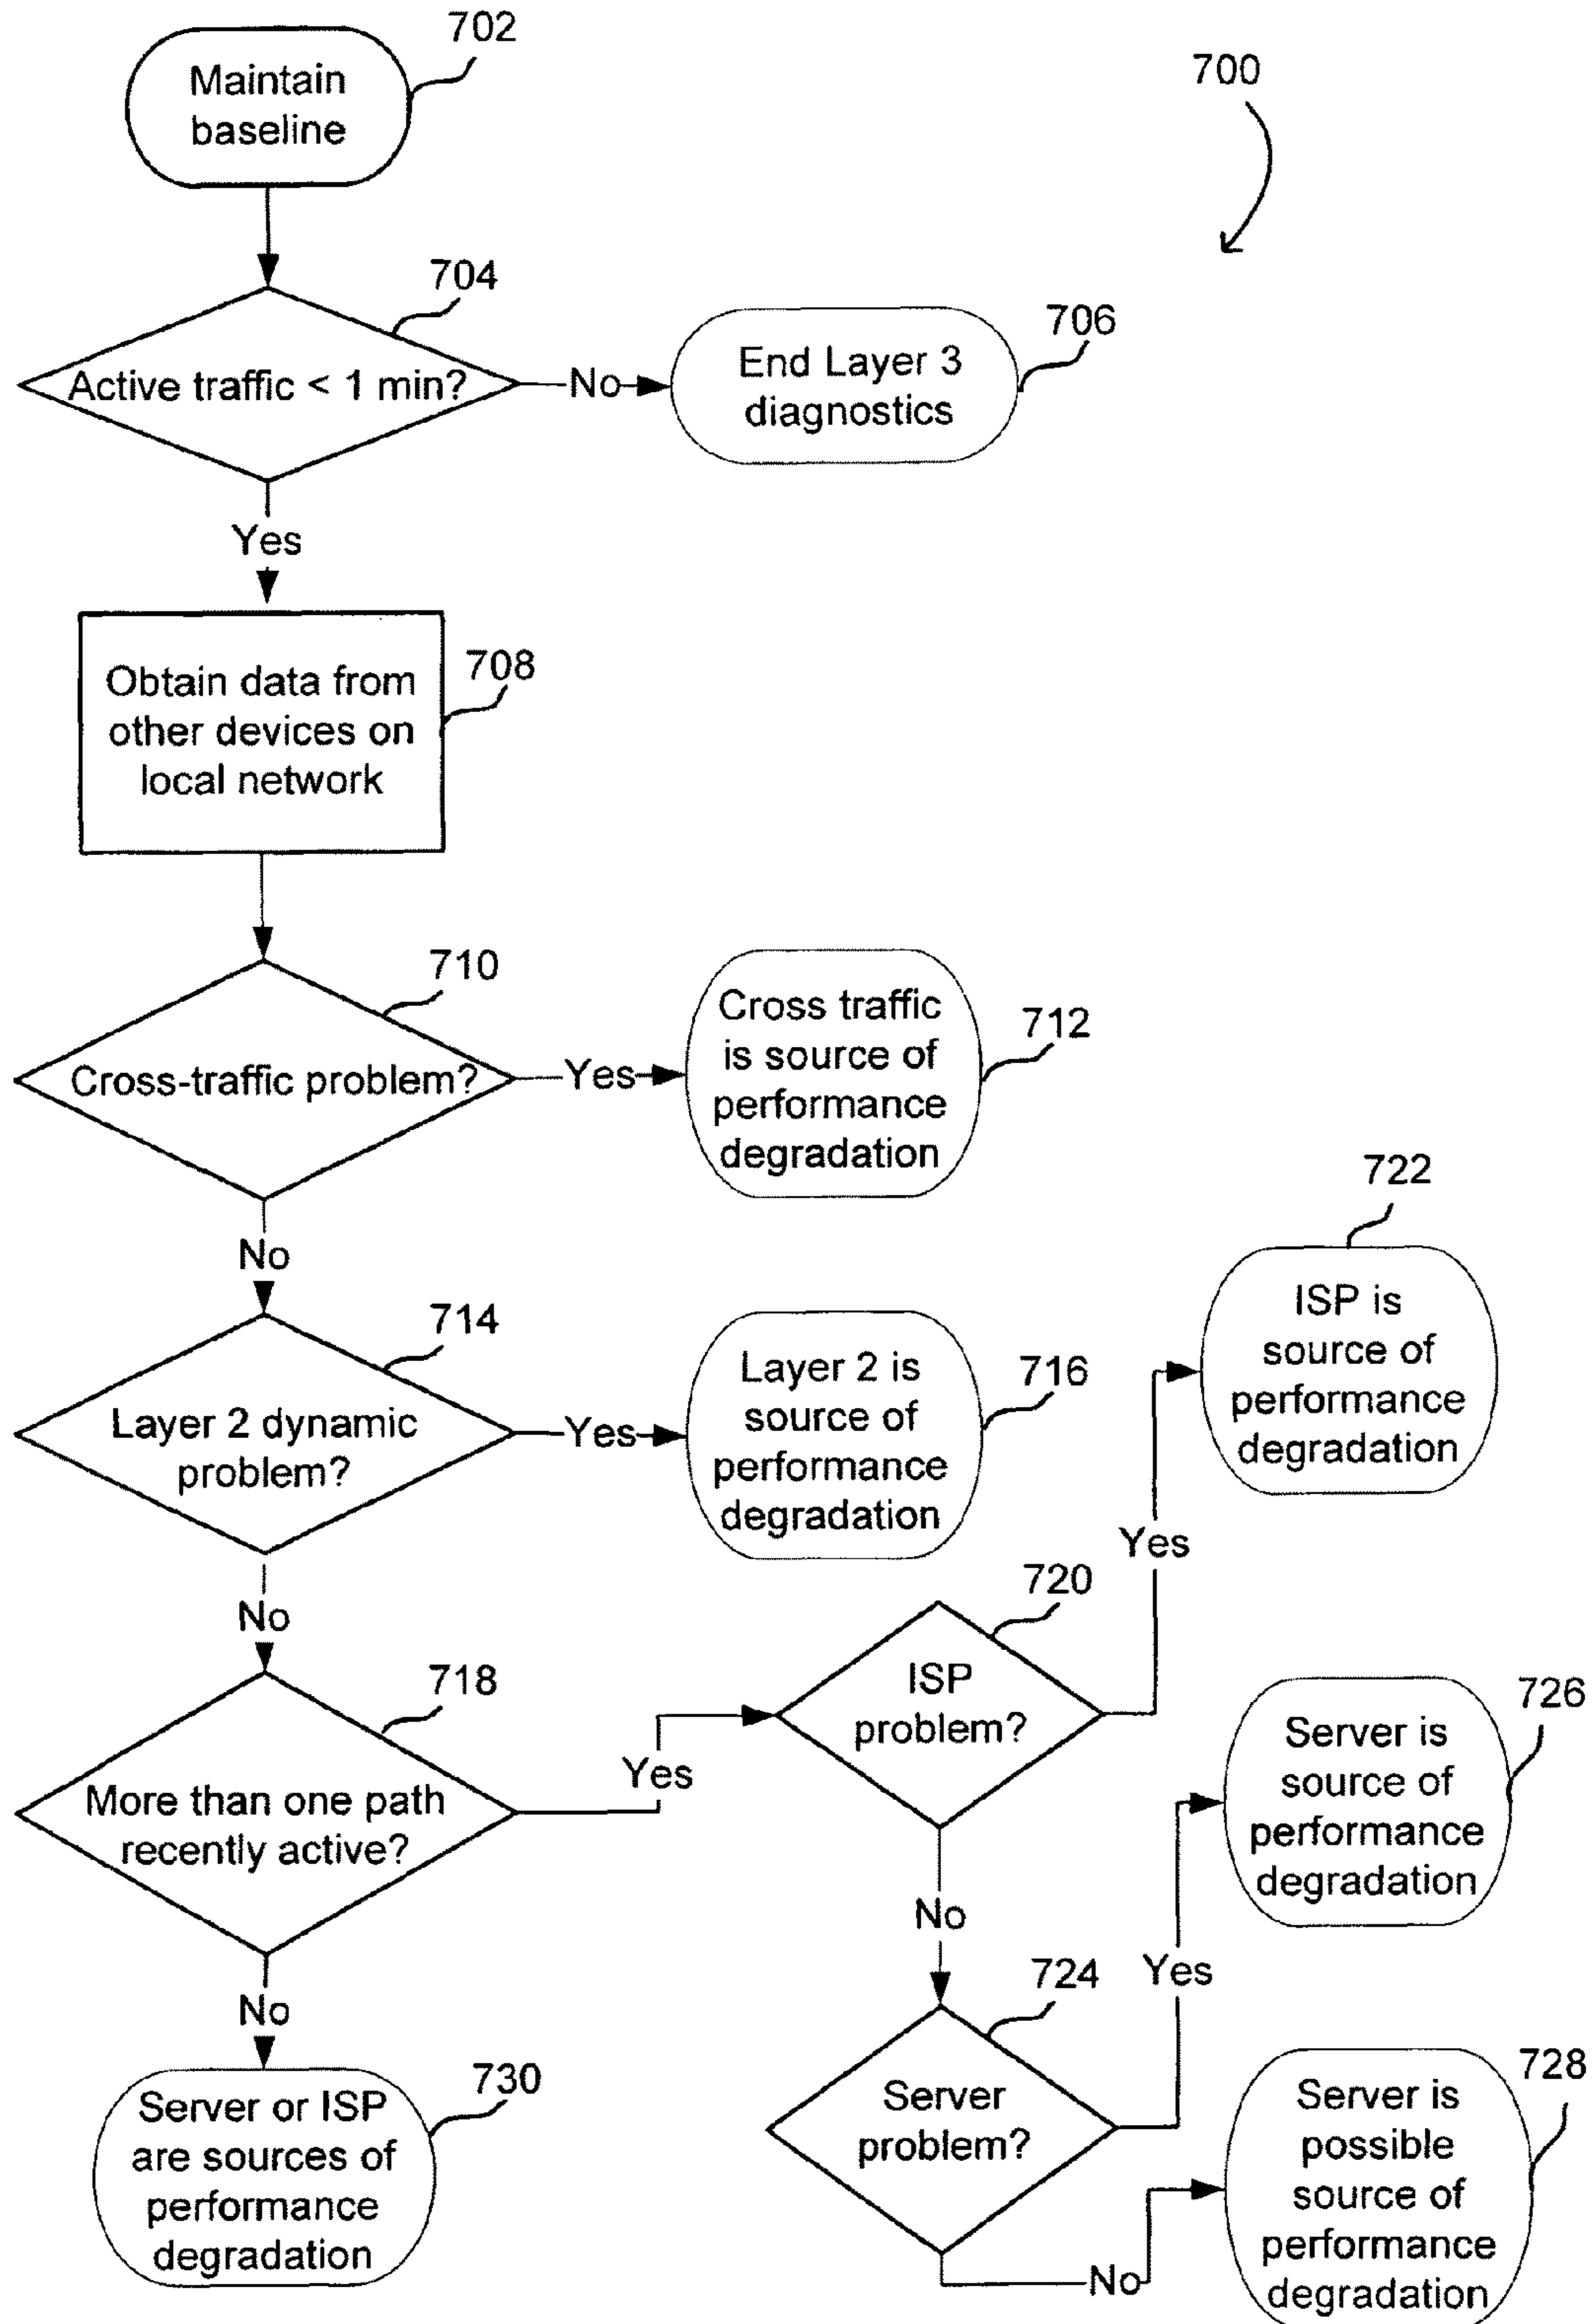 702
Maintain
baseline
700
704
Active traffic < 1 min?
No
706
End Layer 3
diagnostics
Yes
708
Obtain data from
other devices on
local network
710
Cross-traffic problem?
Yes
712
Cross traffic
is source of
performance
degradation
No
714
Layer 2 dynamic
problem?
Yes
716
Layer 2 is
source of
performance
degradation
722
ISP is
source of
performance
degradation
Yes
No
718
More than one path
recently active?
Yes
720
ISP
problem?
726
Server is
source of
performance
degradation
No
Yes
724
Server
problem?
No
730
Server or ISP
are sources of
performance
degradation
728
Server is
possible
source of
performance
degradation
No